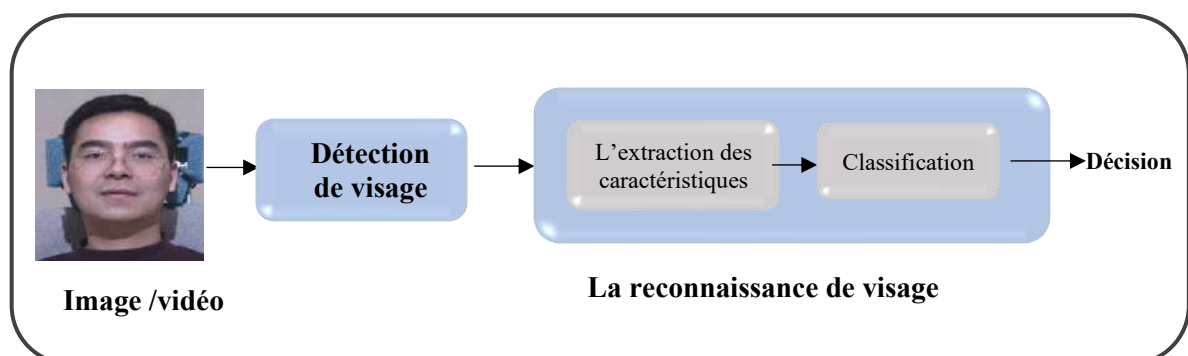 Détection
de visage
L’extraction des
caractéristiques
Classification
Décision
Image /vidéo
La reconnaissance de visage